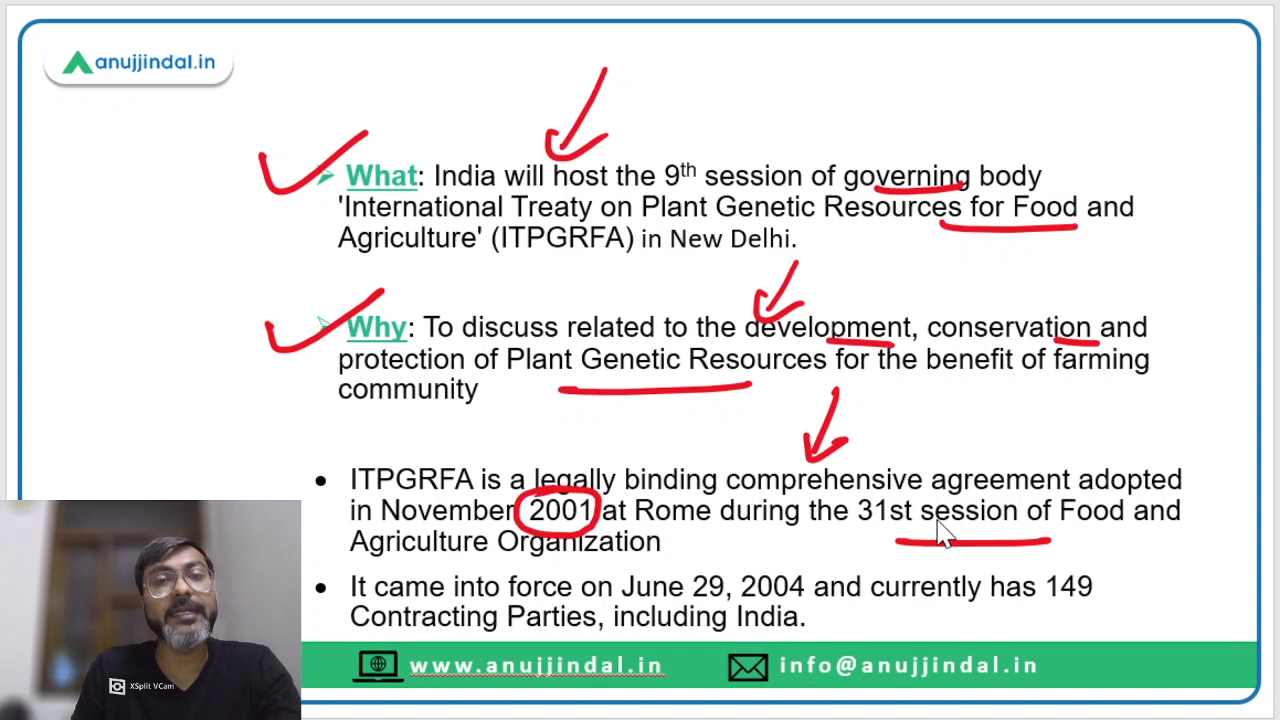 anujjindal.in
What: India will host the 9th session of governing body
'International Treaty on Plant Genetic Resources for Food and
Agriculture' (ITPGRFA) in New Delhi.
Why: To discuss related to the development, conservation and
protection of Plant Genetic Resources for the benefit of farming
community
• ITPGRFA is a legally binding comprehensive agreement adopted
in November 2001 at Rome during the 31st session of Food and
Agriculture Organization
• It came into force on June 29, 2004 and currently has 149
Contracting Parties, including India.
www.anujjindal.in info@anujjindal.in
XSplit VCam